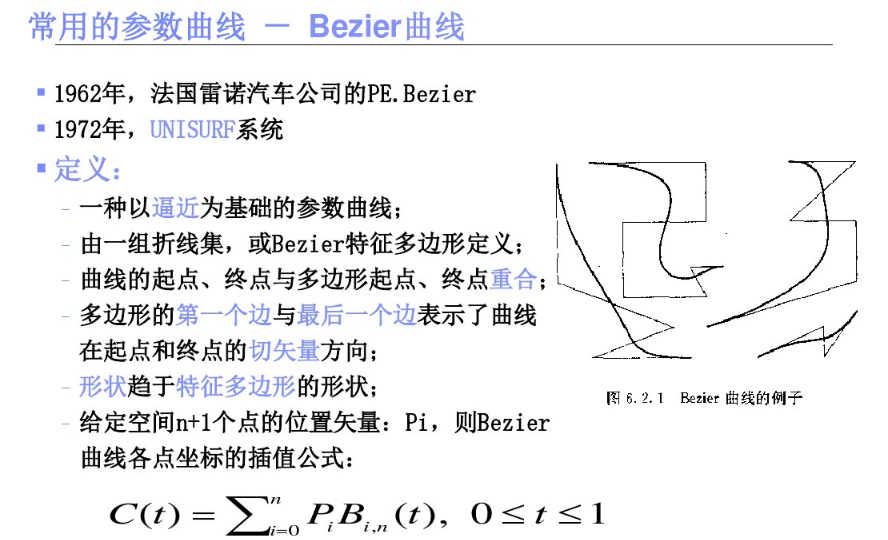 常用的参数曲线 － Bezier曲线
1962年，法国雷诺汽车公司的PE.Bezier
1972年，UNISURF系统
定义：
- 一种以逼近为基础的参数曲线；
- 由一组折线集，或Bezier特征多边形定义；
- 曲线的起点、终点与多边形起点、终点重合；
- 多边形的第一个边与最后一个边表示了曲线
在起点和终点的切矢量方向；
- 形状趋于特征多边形的形状；
- 给定空间n+1个点的位置矢量：Pi，则Bezier
曲线各点坐标的插值公式：
C(t) = ∑ⁿᵢ₌₀ PᵢBᵢ,ₙ(t), 0≤t≤1
图 6.2.1 Bezier 曲线的例子